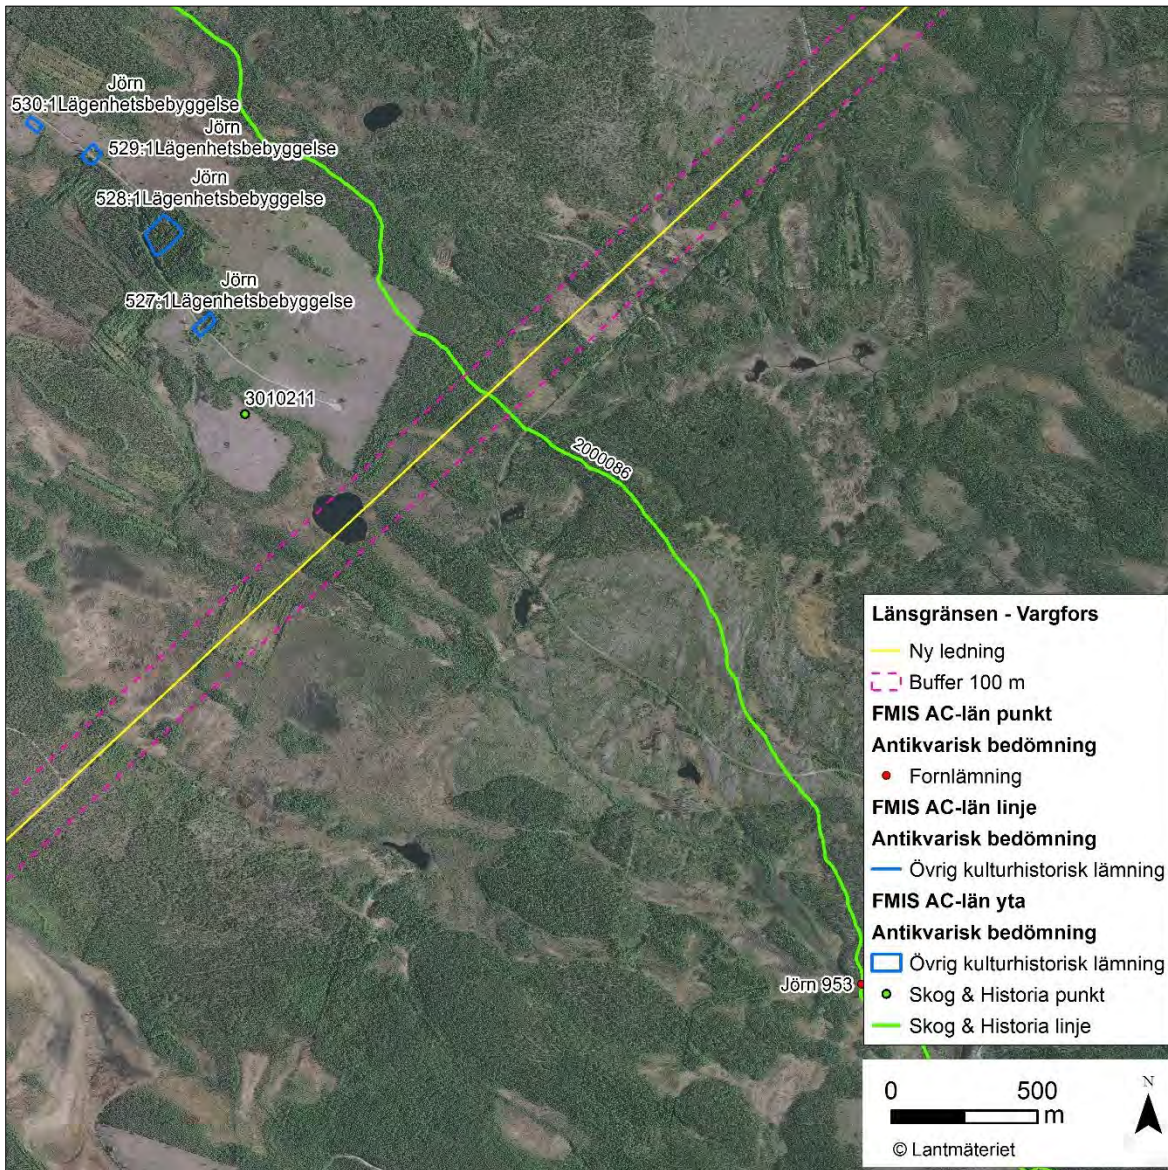 Jörn
530:1Lägenhetsbebyggelse
Jörn
529:1Lägenhetsbebyggelse
Jörn
528:1Lägenhetsbebyggelse
Jörn
527:1Lägenhetsbebyggelse
3010211
2000086
Jörn 953
Länsgränsen - Vargfors
Ny ledning
Buffer 100 m
FMIS AC-län punkt
Antikvarisk bedömning
Fornlämning
FMIS AC-län linje
Antikvarisk bedömning
Övrig kulturhistorisk lämning
FMIS AC-län yta
Antikvarisk bedömning
Övrig kulturhistorisk lämning
Skog & Historia punkt
Skog & Historia linje
0 500
m
N
© Lantmäteriet